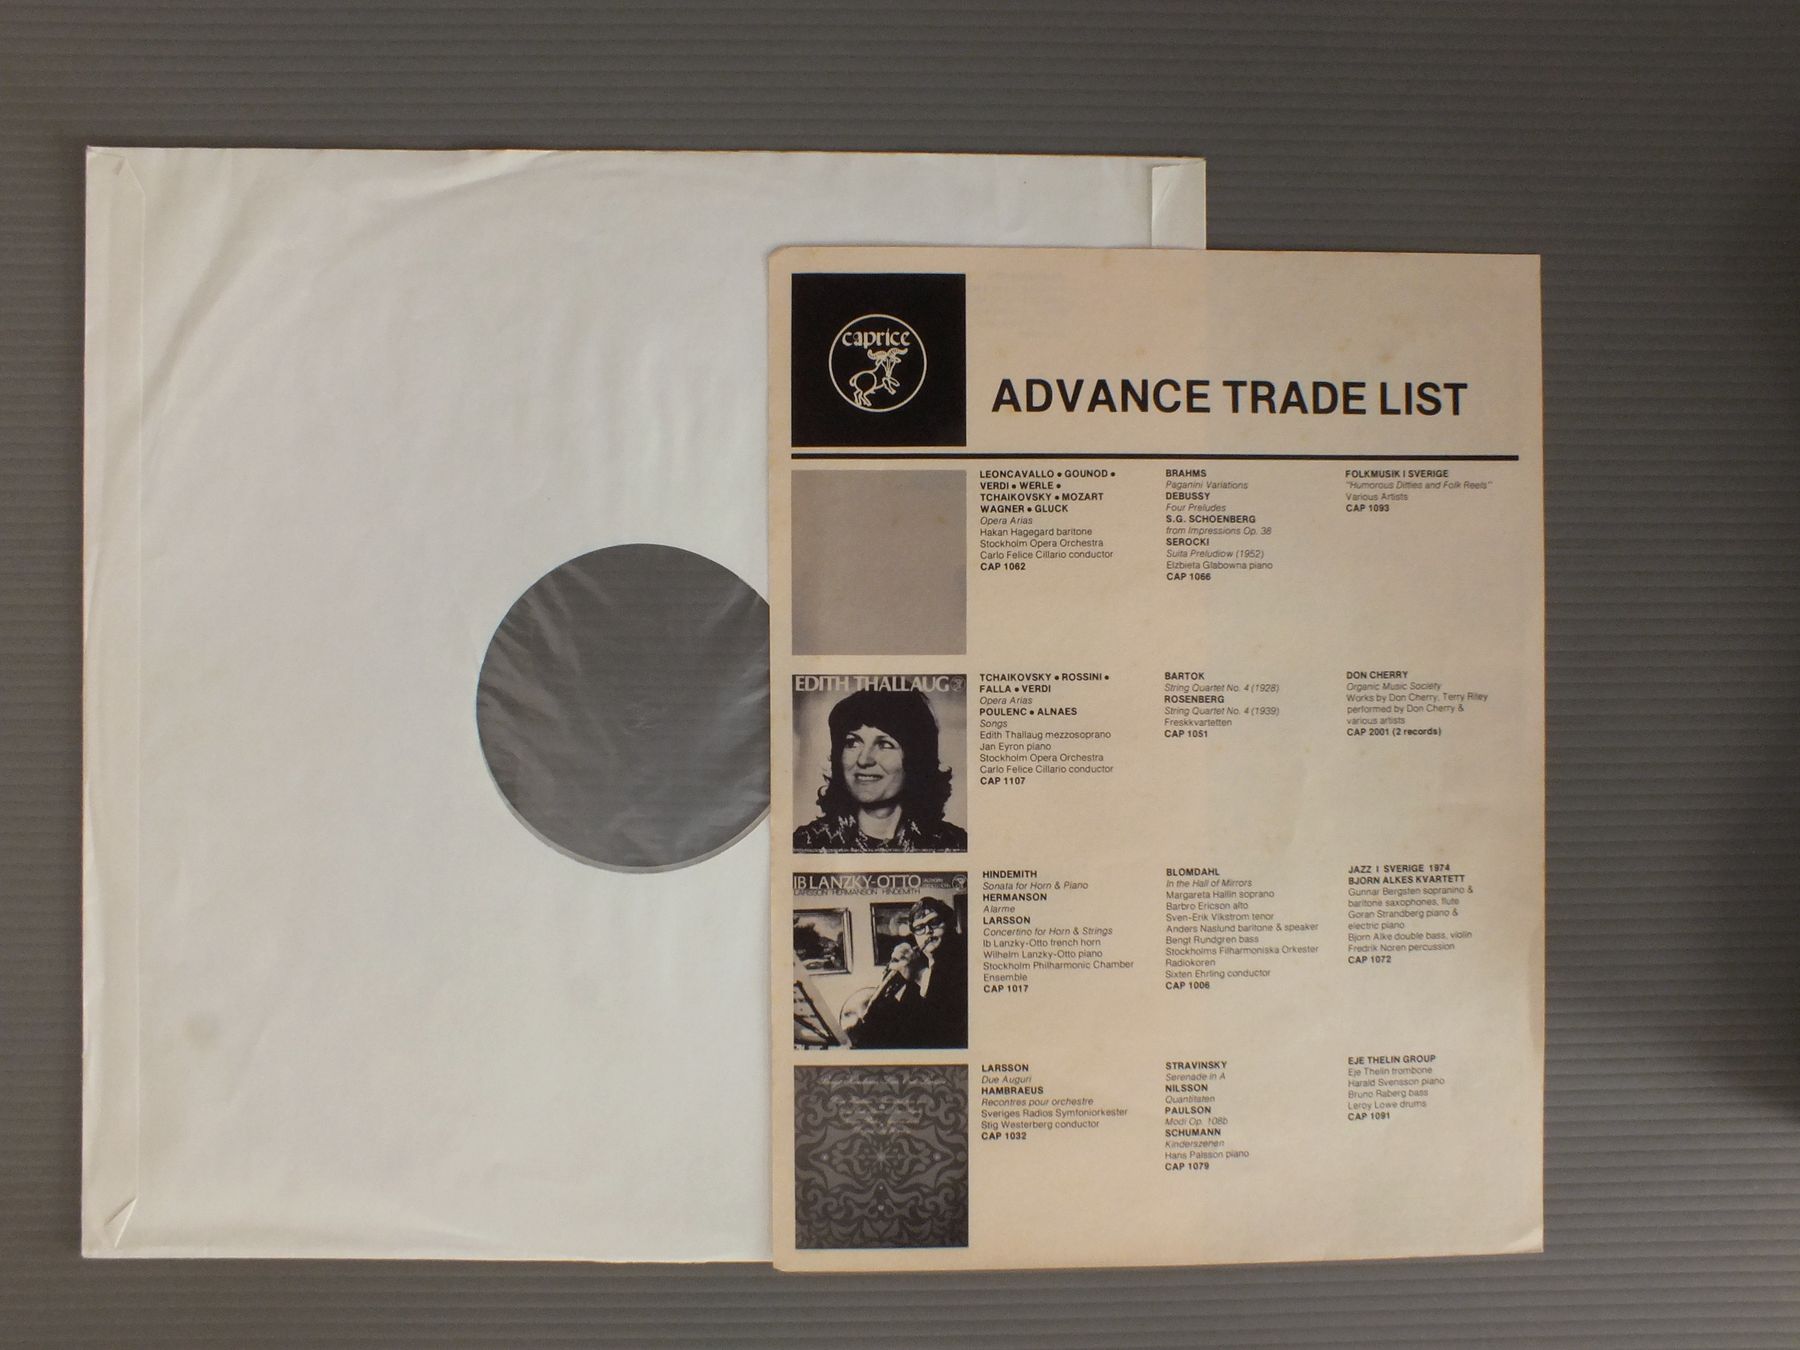 caprice
ADVANCE TRADE LIST
LEONCAVALLO • GOUNOD •
VERDI • WERLE •
TCHAIKOVSKY • MOZART
WAGNER • GLUCK
Opera Arias
Hakan Hagegard baritone
Stockholm Opera Orchestra
Carlo Felice Cillario conductor
CAP 1062
BRAHMS
Paganini Variations
DEBUSSY
Four Preludes
S.G. SCHOENBERG
from Impressions Op. 38
SEROCKI
Suita Preludiow (1952)
Elzbieta Glabowna piano
CAP 1066
FOLKMUSIK I SVERIGE
"Humorous Ditties and Folk Reels"
Various Artists
CAP 1093
EDITH THALLAUG
TCHAIKOVSKY • ROSSINI •
FALLA • VERDI
Opera Arias
POULENC • ALNAES
Songs
Edith Thallaug mezzosoprano
Jan Eyron piano
Stockholm Opera Orchestra
Carlo Felice Cillario conductor
CAP 1107
BARTOK
String Quartet No. 4 (1928)
ROSENBERG
String Quartet No. 4 (1939)
Freskkvartetten
CAP 1051
DON CHERRY
Organic Music Society
Works by Don Cherry, Terry Riley
performed by Don Cherry &
various artists
CAP 2001 (2 records)
IB LANZKY-OTTO
LARSSON HERMANSON HINDEMITH
HINDEMITH
Sonata for Horn & Piano
HERMANSON
Alarme
LARSSON
Concertino for Horn & Strings
Ib Lanzky-Otto french horn
Wilhelm Lanzky-Otto piano
Stockholm Philharmonic Chamber
Ensemble
CAP 1017
BLOMDAHL
In the Hall of Mirrors
Margareta Hallin soprano
Barbro Ericson alto
Sven-Erik Vikstrom tenor
Anders Naslund baritone & speaker
Bengt Rundgren bass
Stockholms Filharmoniska Orkester
Radiokoren
Sixten Ehrling conductor
CAP 1006
JAZZ I SVERIGE 1974
BJORN ALKES KVARTETT
Gunnar Bergsten sopranino &
baritone saxophones, flute
Goran Strandberg piano &
electric piano
Bjorn Alke double bass, violin
Fredrik Noren percussion
CAP 1072
LARSSON
Due Auguri
HAMBRAEUS
Recontres pour orchestre
Sveriges Radios Symfoniorkester
Stig Westerberg conductor
CAP 1032
STRAVINSKY
Serenade in A
NILSSON
Quantitaten
PAULSON
Modi Op. 108b
SCHUMANN
Kinderszenen
Hans Palsson piano
CAP 1079
EJE THELIN GROUP
Eje Thelin trombone
Harald Svensson piano
Bruno Raberg bass
Leroy Lowe drums
CAP 1091